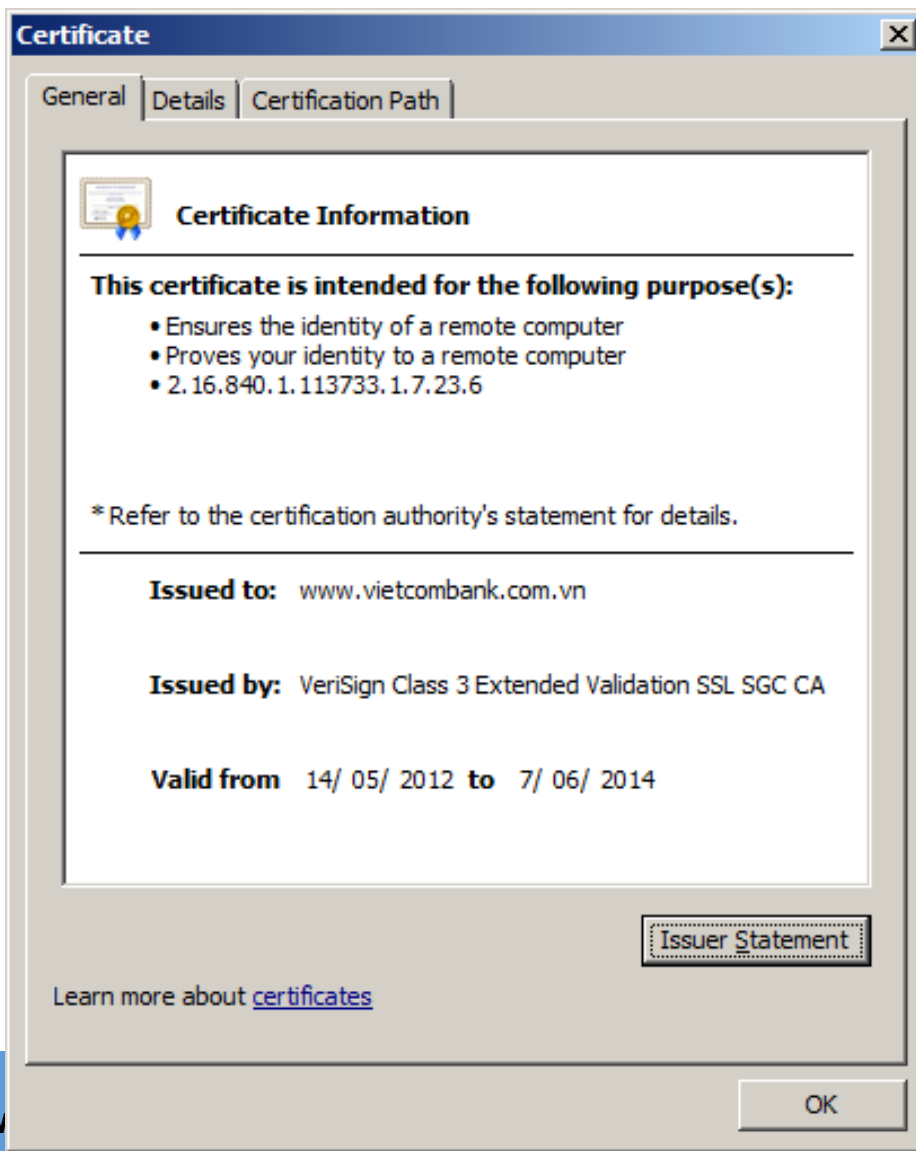 Certificate
General Details Certification Path
Certificate Information
This certificate is intended for the following purpose(s):
• Ensures the identity of a remote computer
• Proves your identity to a remote computer
• 2.16.840.1.113733.1.7.23.6
* Refer to the certification authority's statement for details.
Issued to: www.vietcombank.com.vn
Issued by: VeriSign Class 3 Extended Validation SSL SGC CA
Valid from 14/ 05/ 2012 to 7/ 06/ 2014
Issuer Statement
Learn more about certificates
OK